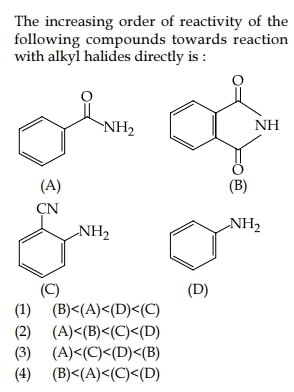 The increasing order of reactivity of the
following compounds towards reaction
with alkyl halides directly is :
O
NH2
(A)
O
NH
O
(B)
CN
NH2
(C)
NH2
(D)
(1) (B)<(A)<(D)<(C)
(2) (A)<(B)<(C)<(D)
(3) (A)<(C)<(D)<(B)
(4) (B)<(A)<(C)<(D)